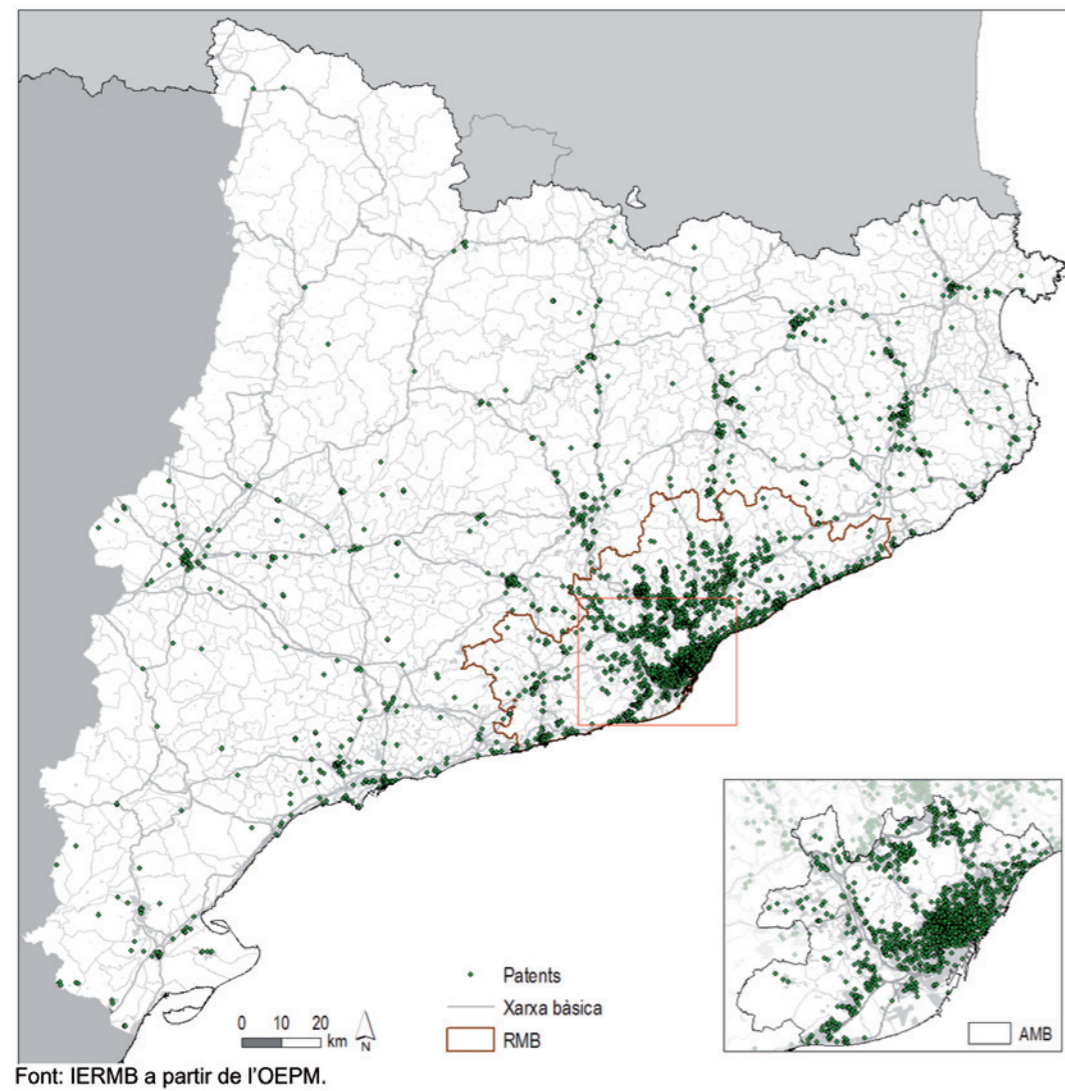 Patents
Xarxa bàsica
RMB
0 10 20
km
N
AMB
Font: IERMB a partir de l'OEPM.